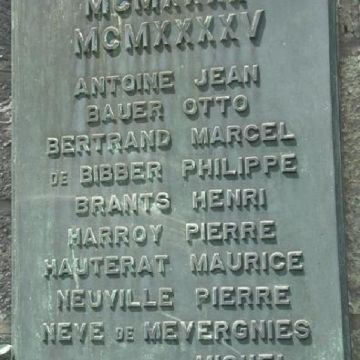 MCMXXXXV
ANTOINE JEAN
BAUER OTTO
BERTRAND MARCEL
DE BIBBER PHILIPPE
BRANTS HENRI
HARROY PIERRE
HAUTERAT MAURICE
NEUVILLE PIERRE
NEVE DE MEVERGNIES
MICHEL